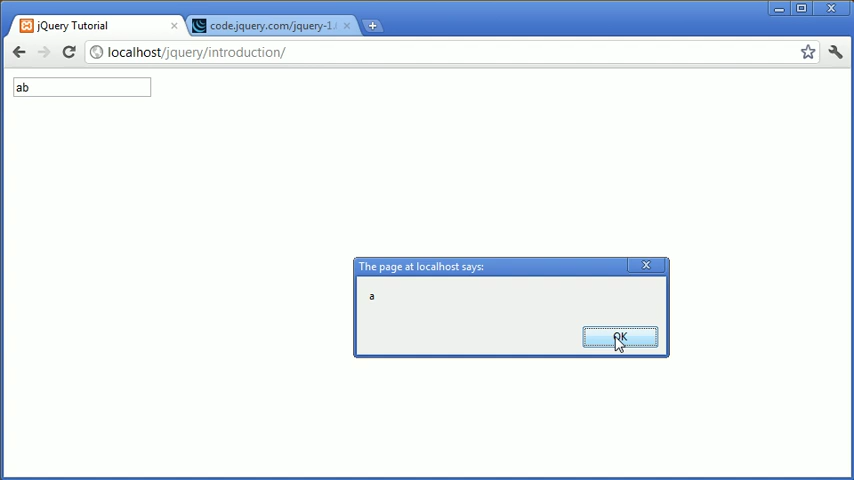 jQuery Tutorial
code.jquery.com/jquery-1.
localhost/jquery/introduction/
ab
The page at localhost says:
a
OK